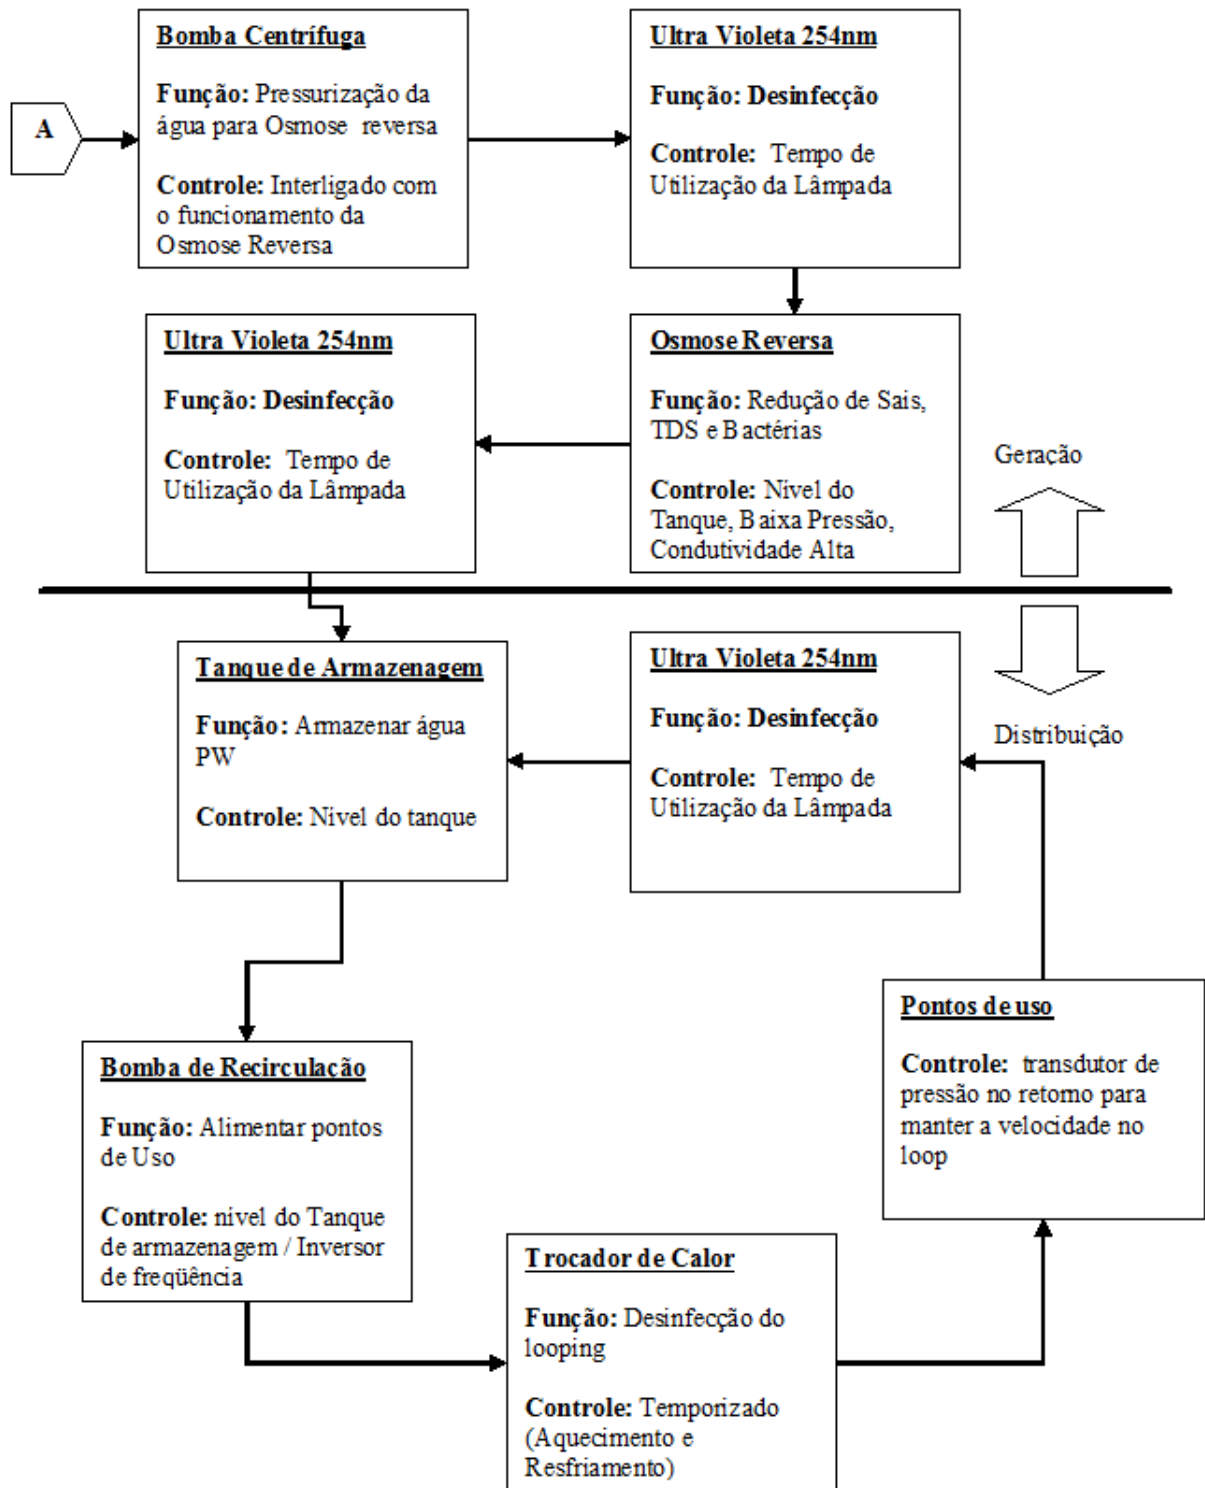 A
Bomba Centrífuga
Função: Pressurização da
água para Osmose reversa
Controle: Interligado com
o funcionamento da
Osmose Reversa
Ultra Violeta 254nm
Função: Desinfecção
Controle: Tempo de
Utilização da Lâmpada
Ultra Violeta 254nm
Função: Desinfecção
Controle: Tempo de
Utilização da Lâmpada
Osmose Reversa
Função: Redução de Sais,
TDS e Bactérias
Controle: Nivel do
Tanque, Baixa Pressão,
Condutividade Alta
Geração
Distribuição
Tanque de Armazenagem
Função: Armazenar água
PW
Controle: Nivel do tanque
Ultra Violeta 254nm
Função: Desinfecção
Controle: Tempo de
Utilização da Lâmpada
Bomba de Recirculação
Função: Alimentar pontos
de Uso
Controle: nivel do Tanque
de armazenagem / Inversor
de freqüência
Trocador de Calor
Função: Desinfecção do
looping
Controle: Temporizado
(Aquecimento e
Resfriamento)
Pontos de uso
Controle: transdutor de
pressão no retorno para
manter a velocidade no
loop